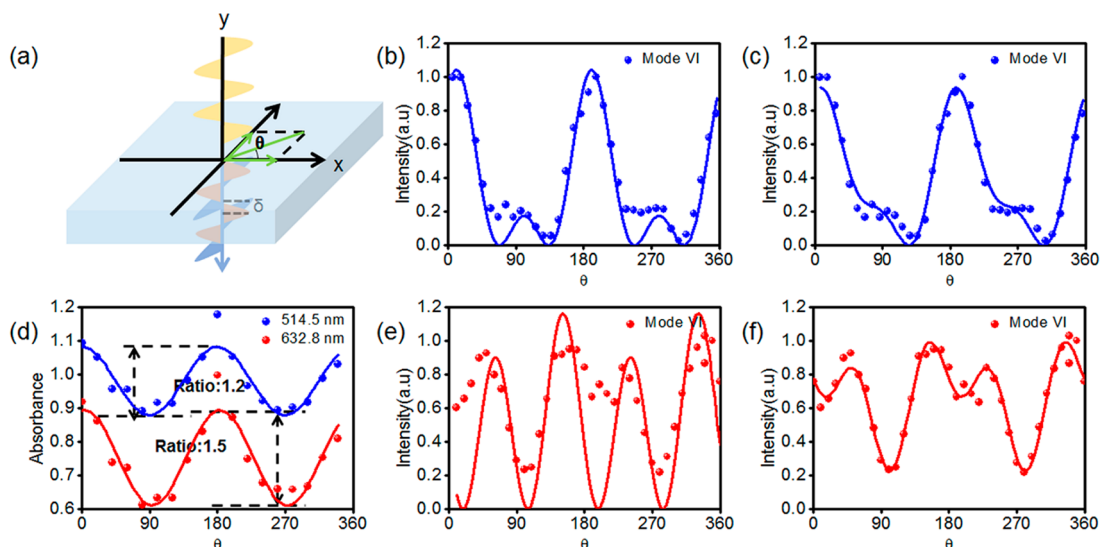 (a)
y
θ
x
δ
(b)
Mode VI
Intensity(a.u)
1.2
1.0
0.8
0.6
0.4
0.2
0.0
0 90 180 270 360
θ
(c)
Mode VI
Intensity(a.u)
1.2
1.0
0.8
0.6
0.4
0.2
0.0
0 90 180 270 360
θ
(d)
514.5 nm
632.8 nm
Ratio:1.2
Ratio:1.5
Absorbance
1.2
1.1
1.0
0.9
0.8
0.7
0.6
0 90 180 270 360
θ
(e)
Mode VI
Intensity(a.u)
1.2
1.0
0.8
0.6
0.4
0.2
0.0
0 90 180 270 360
θ
(f)
Mode VI
Intensity(a.u)
1.2
1.0
0.8
0.6
0.4
0.2
0.0
0 90 180 270 360
θ